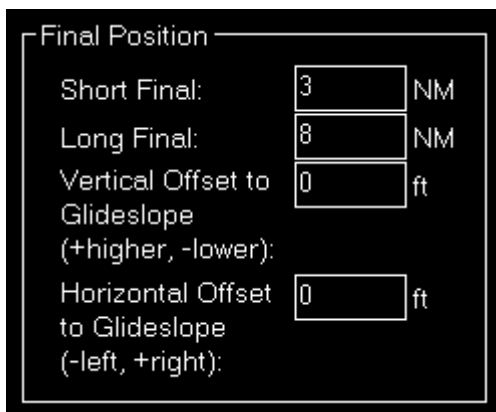 Final Position
Short Final: 3 NM
Long Final: 8 NM
Vertical Offset to 0 ft
Glideslope
(+higher, -lower):
Horizontal Offset 0 ft
to Glideslope
(-left, +right):